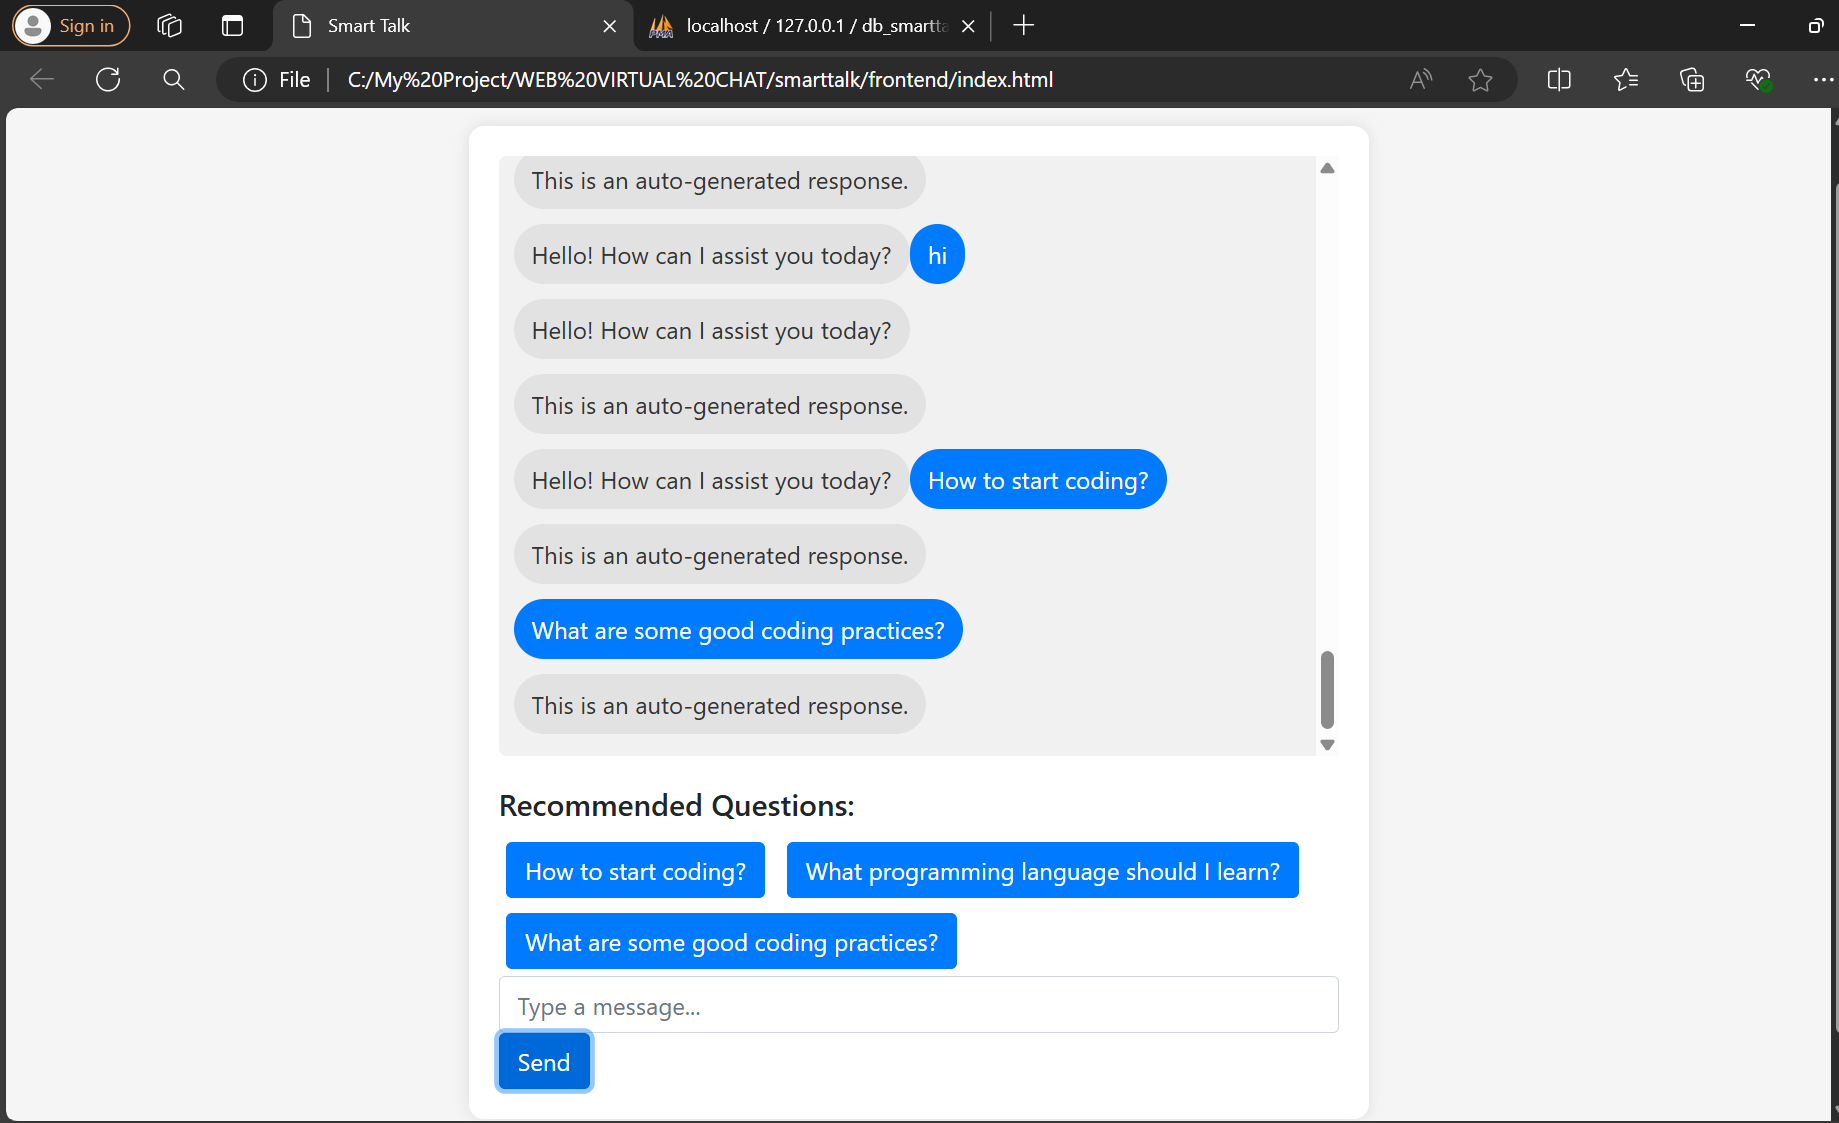 Sign in
Smart Talk
localhost / 127.0.0.1 / db_smartta
File
C:/My%20Project/WEB%20VIRTUAL%20CHAT/smarttalk/frontend/index.html
This is an auto-generated response.
Hello! How can I assist you today?
hi
Hello! How can I assist you today?
This is an auto-generated response.
Hello! How can I assist you today?
How to start coding?
This is an auto-generated response.
What are some good coding practices?
This is an auto-generated response.
Recommended Questions:
How to start coding?
What programming language should I learn?
What are some good coding practices?
Type a message...
Send